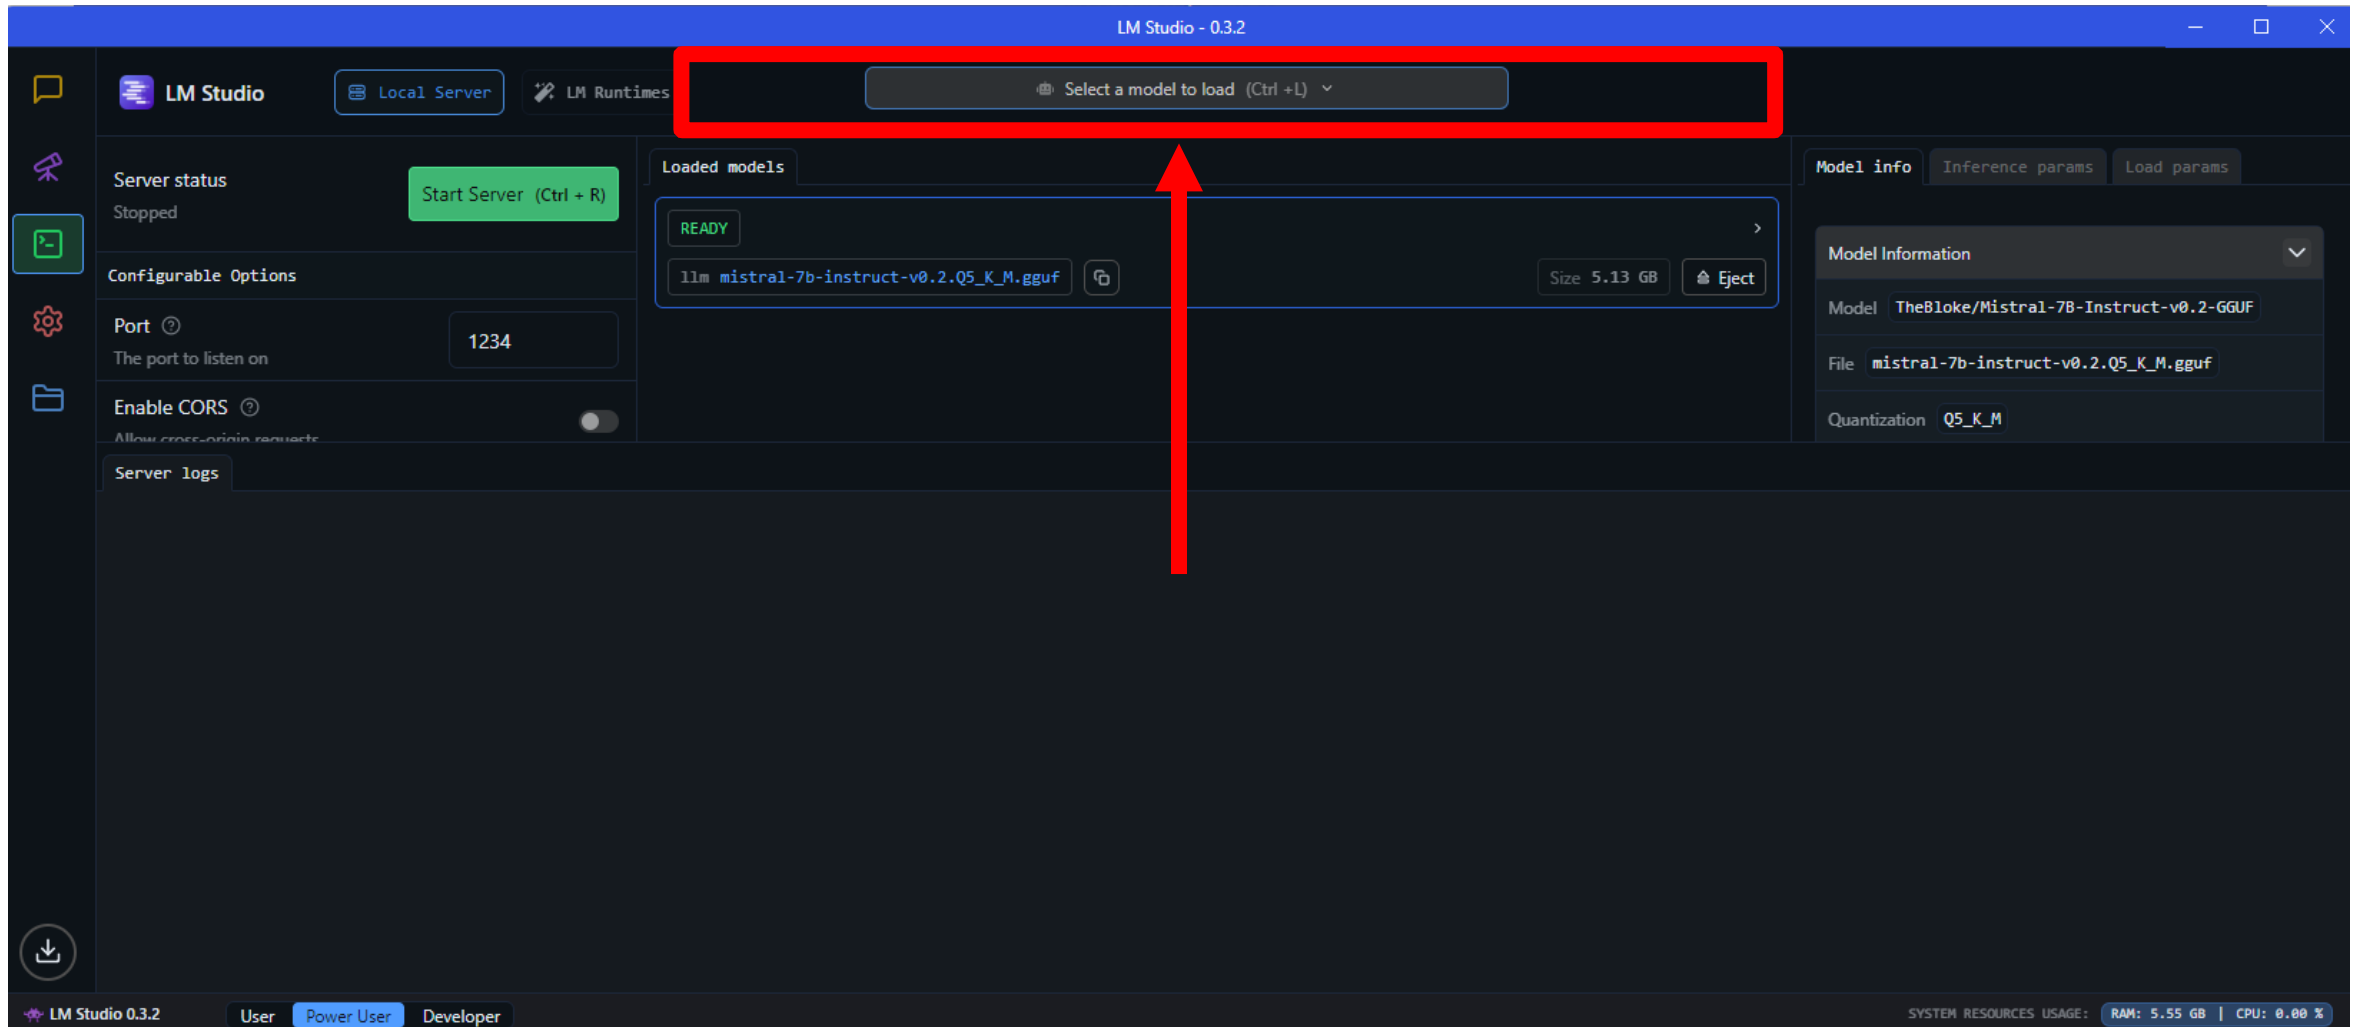 LM Studio - 0.3.2
LM Studio
Local Server
LM Runtimes
Select a model to load (Ctrl +L)
Server status
Stopped
Start Server (Ctrl + R)
Configurable Options
Port
The port to listen on
1234
Enable CORS
Allow cross-origin requests
Loaded models
READY
llm mistral-7b-instruct-v0.2.Q5_K_M.gguf
Size 5.13 GB
Eject
Model info
Inference params
Load params
Model Information
Model TheBloke/Mistral-7B-Instruct-v0.2-GGUF
File mistral-7b-instruct-v0.2.Q5_K_M.gguf
Quantization Q5_K_M
Server logs
LM Studio 0.3.2
User
Power User
Developer
SYSTEM RESOURCES USAGE: RAM: 5.55 GB | CPU: 0.00 %